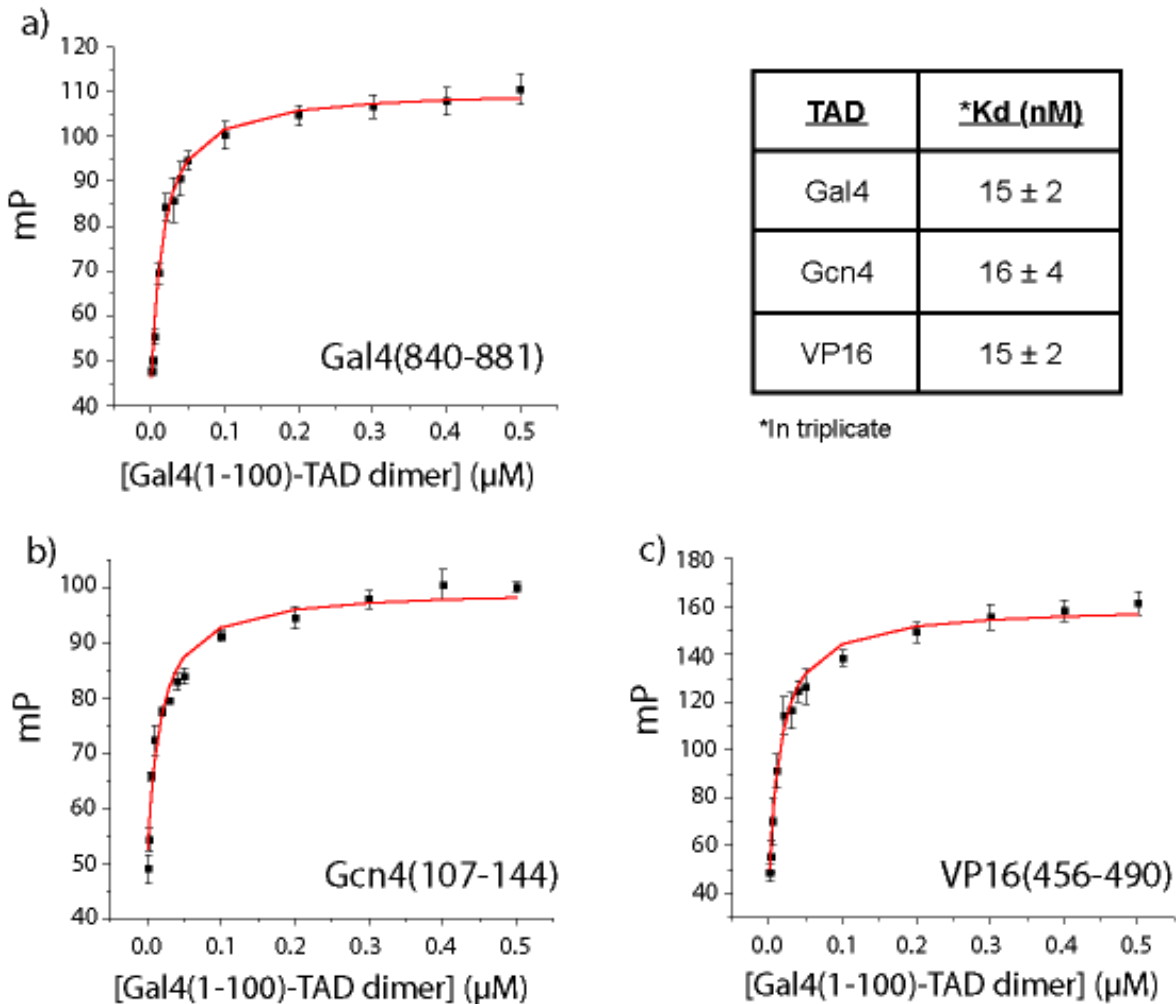 a)
120
110
100
90
80
70
60
50
40
mP
0.0 0.1 0.2 0.3 0.4 0.5
Gal4(840-881)
[Gal4(1-100)-TAD dimer] (μM)
TAD *Kd (nM)
Gal4 15 ± 2
Gcn4 16 ± 4
VP16 15 ± 2
*In triplicate
b)
100
90
80
70
60
50
40
mP
0.0 0.1 0.2 0.3 0.4 0.5
Gcn4(107-144)
[Gal4(1-100)-TAD dimer] (μM)
c)
180
160
140
120
100
80
60
40
mP
0.0 0.1 0.2 0.3 0.4 0.5
VP16(456-490)
[Gal4(1-100)-TAD dimer] (μM)